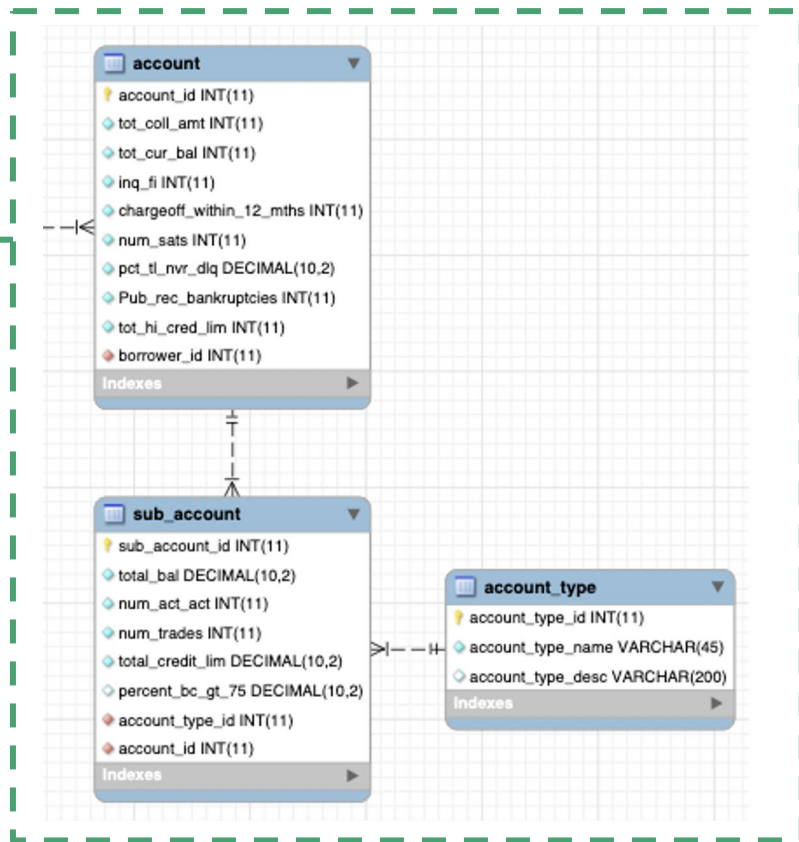 account
account_id INT(11)
tot_coll_amt INT(11)
tot_cur_bal INT(11)
inq_fi INT(11)
chargeoff_within_12_mths INT(11)
num_sats INT(11)
pct_tl_nvr_dlq DECIMAL(10,2)
Pub_rec_bankruptcies INT(11)
tot_hi_cred_lim INT(11)
borrower_id INT(11)
Indexes
sub_account
sub_account_id INT(11)
total_bal DECIMAL(10,2)
num_act_act INT(11)
num_trades INT(11)
total_credit_lim DECIMAL(10,2)
percent_bc_gt_75 DECIMAL(10,2)
account_type_id INT(11)
account_id INT(11)
Indexes
account_type
account_type_id INT(11)
account_type_name VARCHAR(45)
account_type_desc VARCHAR(200)
Indexes